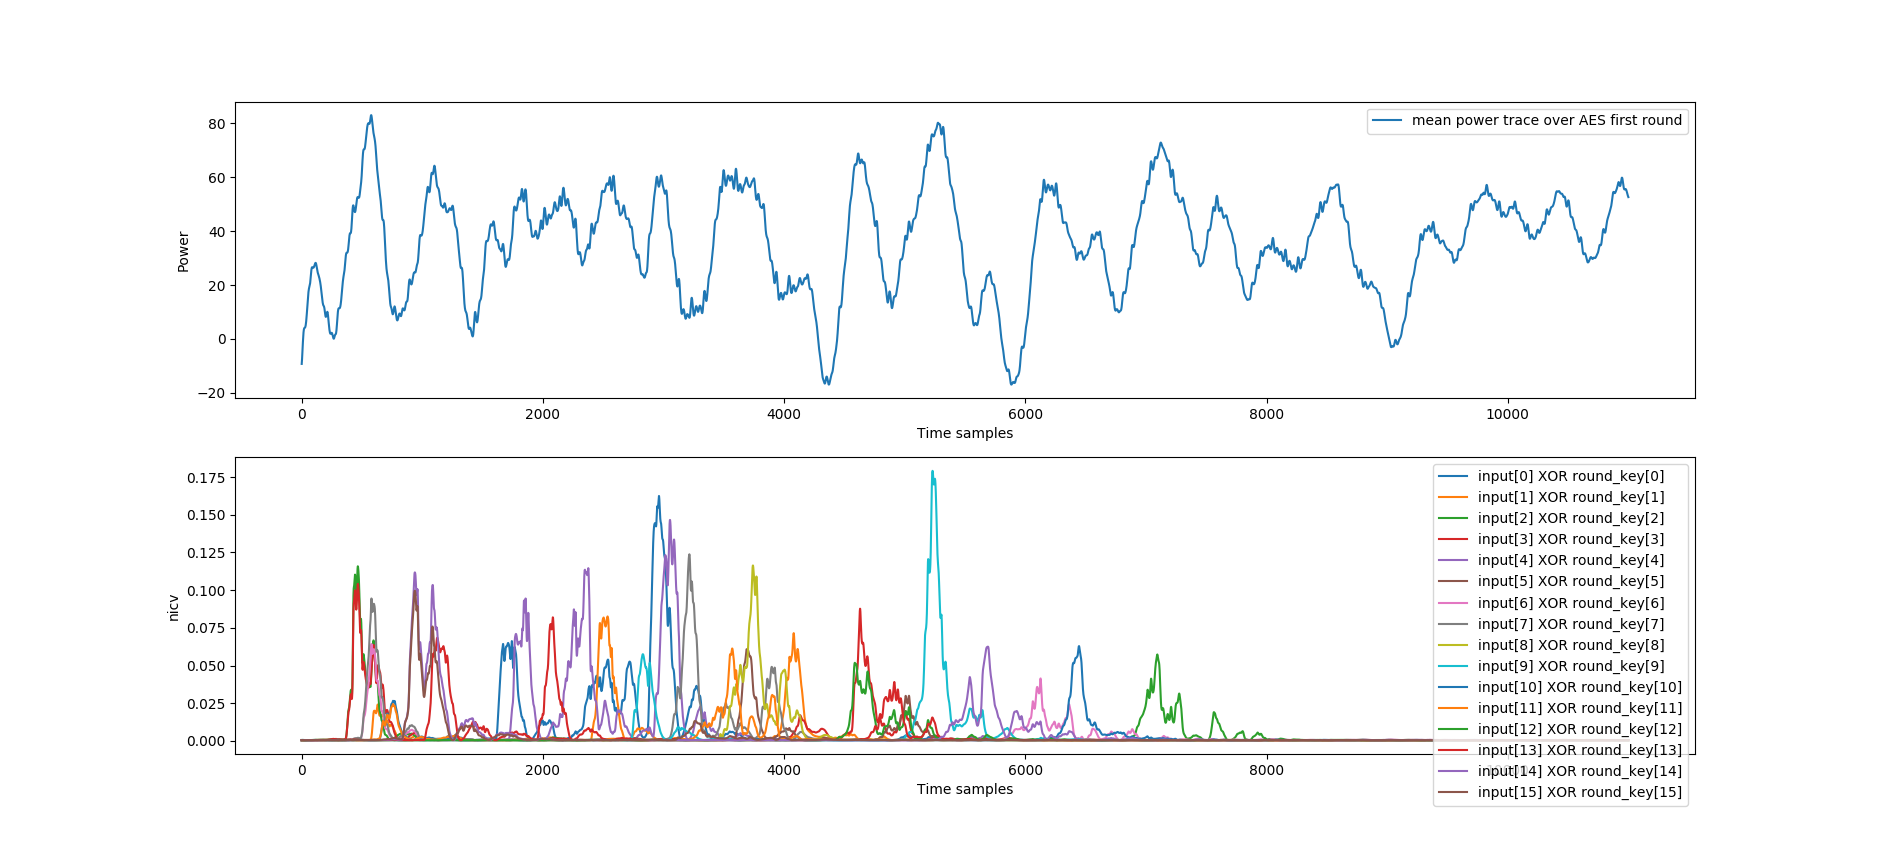 mean power trace over AES first round
80
60
40
20
0
−20
Power
0 2000 4000 6000 8000 10000
Time samples
0.175
0.150
0.125
0.100
0.075
0.050
0.025
0.000
nicv
input[0] XOR round_key[0]
input[1] XOR round_key[1]
input[2] XOR round_key[2]
input[3] XOR round_key[3]
input[4] XOR round_key[4]
input[5] XOR round_key[5]
input[6] XOR round_key[6]
input[7] XOR round_key[7]
input[8] XOR round_key[8]
input[9] XOR round_key[9]
input[10] XOR round_key[10]
input[11] XOR round_key[11]
input[12] XOR round_key[12]
input[13] XOR round_key[13]
input[14] XOR round_key[14]
input[15] XOR round_key[15]
0 2000 4000 6000 8000
Time samples